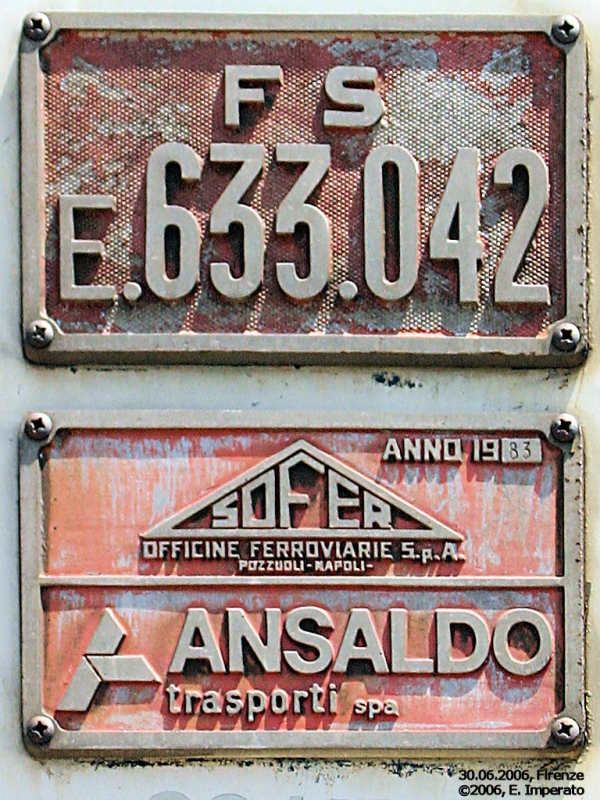 FS
E.633.042
ANNO 1983
SOFER
OFFICINE FERROVIARIE S.p.A.
POZZUOLI-NAPOLI-
ANSALDO
trasporti spa
30.06.2006, Firenze
©2006, E. Imperato